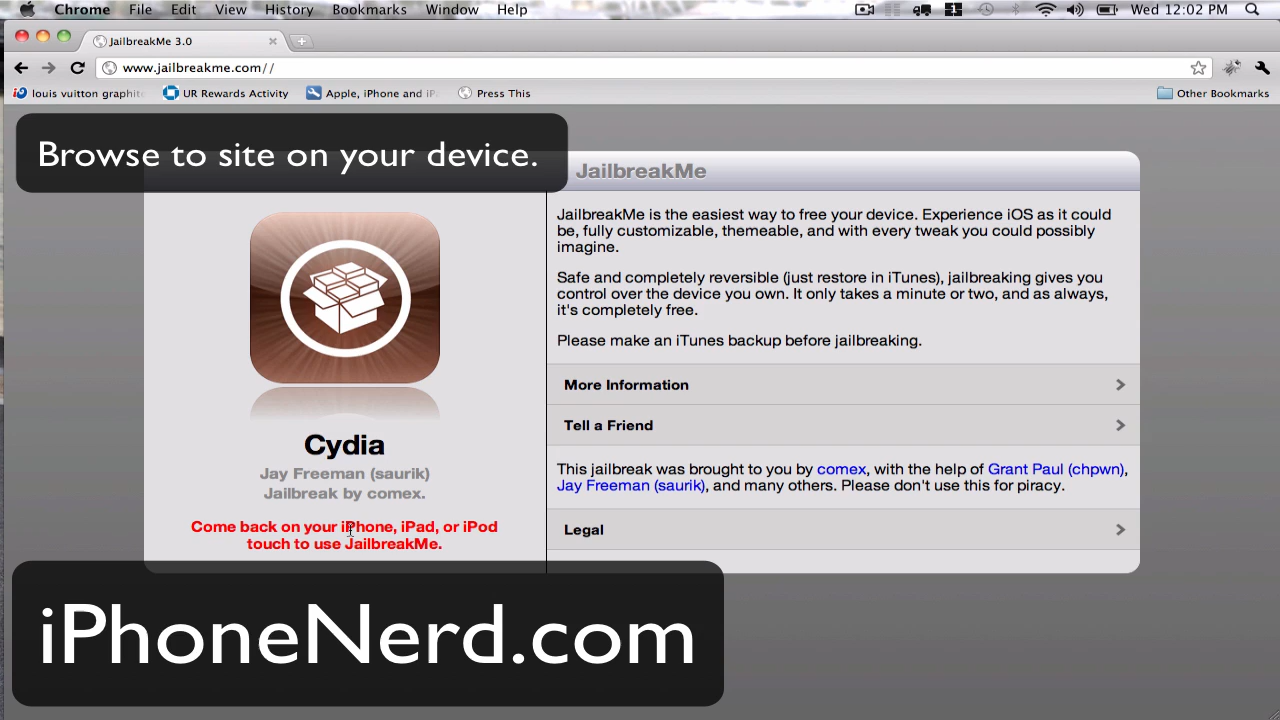 Chrome File Edit View History Bookmarks Window Help Wed 12:02 PM
JailbreakMe 3.0
www.jailbreakme.com//
louis vuitton graphite UR Rewards Activity Apple, iPhone and iP Press This Other Bookmarks
Browse to site on your device.
JailbreakMe
JailbreakMe is the easiest way to free your device. Experience iOS as it could
be, fully customizable, themeable, and with every tweak you could possibly
imagine.
Safe and completely reversible (just restore in iTunes), jailbreaking gives you
control over the device you own. It only takes a minute or two, and as always,
it's completely free.
Please make an iTunes backup before jailbreaking.
More Information
Tell a Friend
This jailbreak was brought to you by comex, with the help of Grant Paul (chpwn),
Jay Freeman (saurik), and many others. Please don't use this for piracy.
Legal
Cydia
Jay Freeman (saurik)
Jailbreak by comex.
Come back on your iPhone, iPad, or iPod
touch to use JailbreakMe.
iPhoneNerd.com